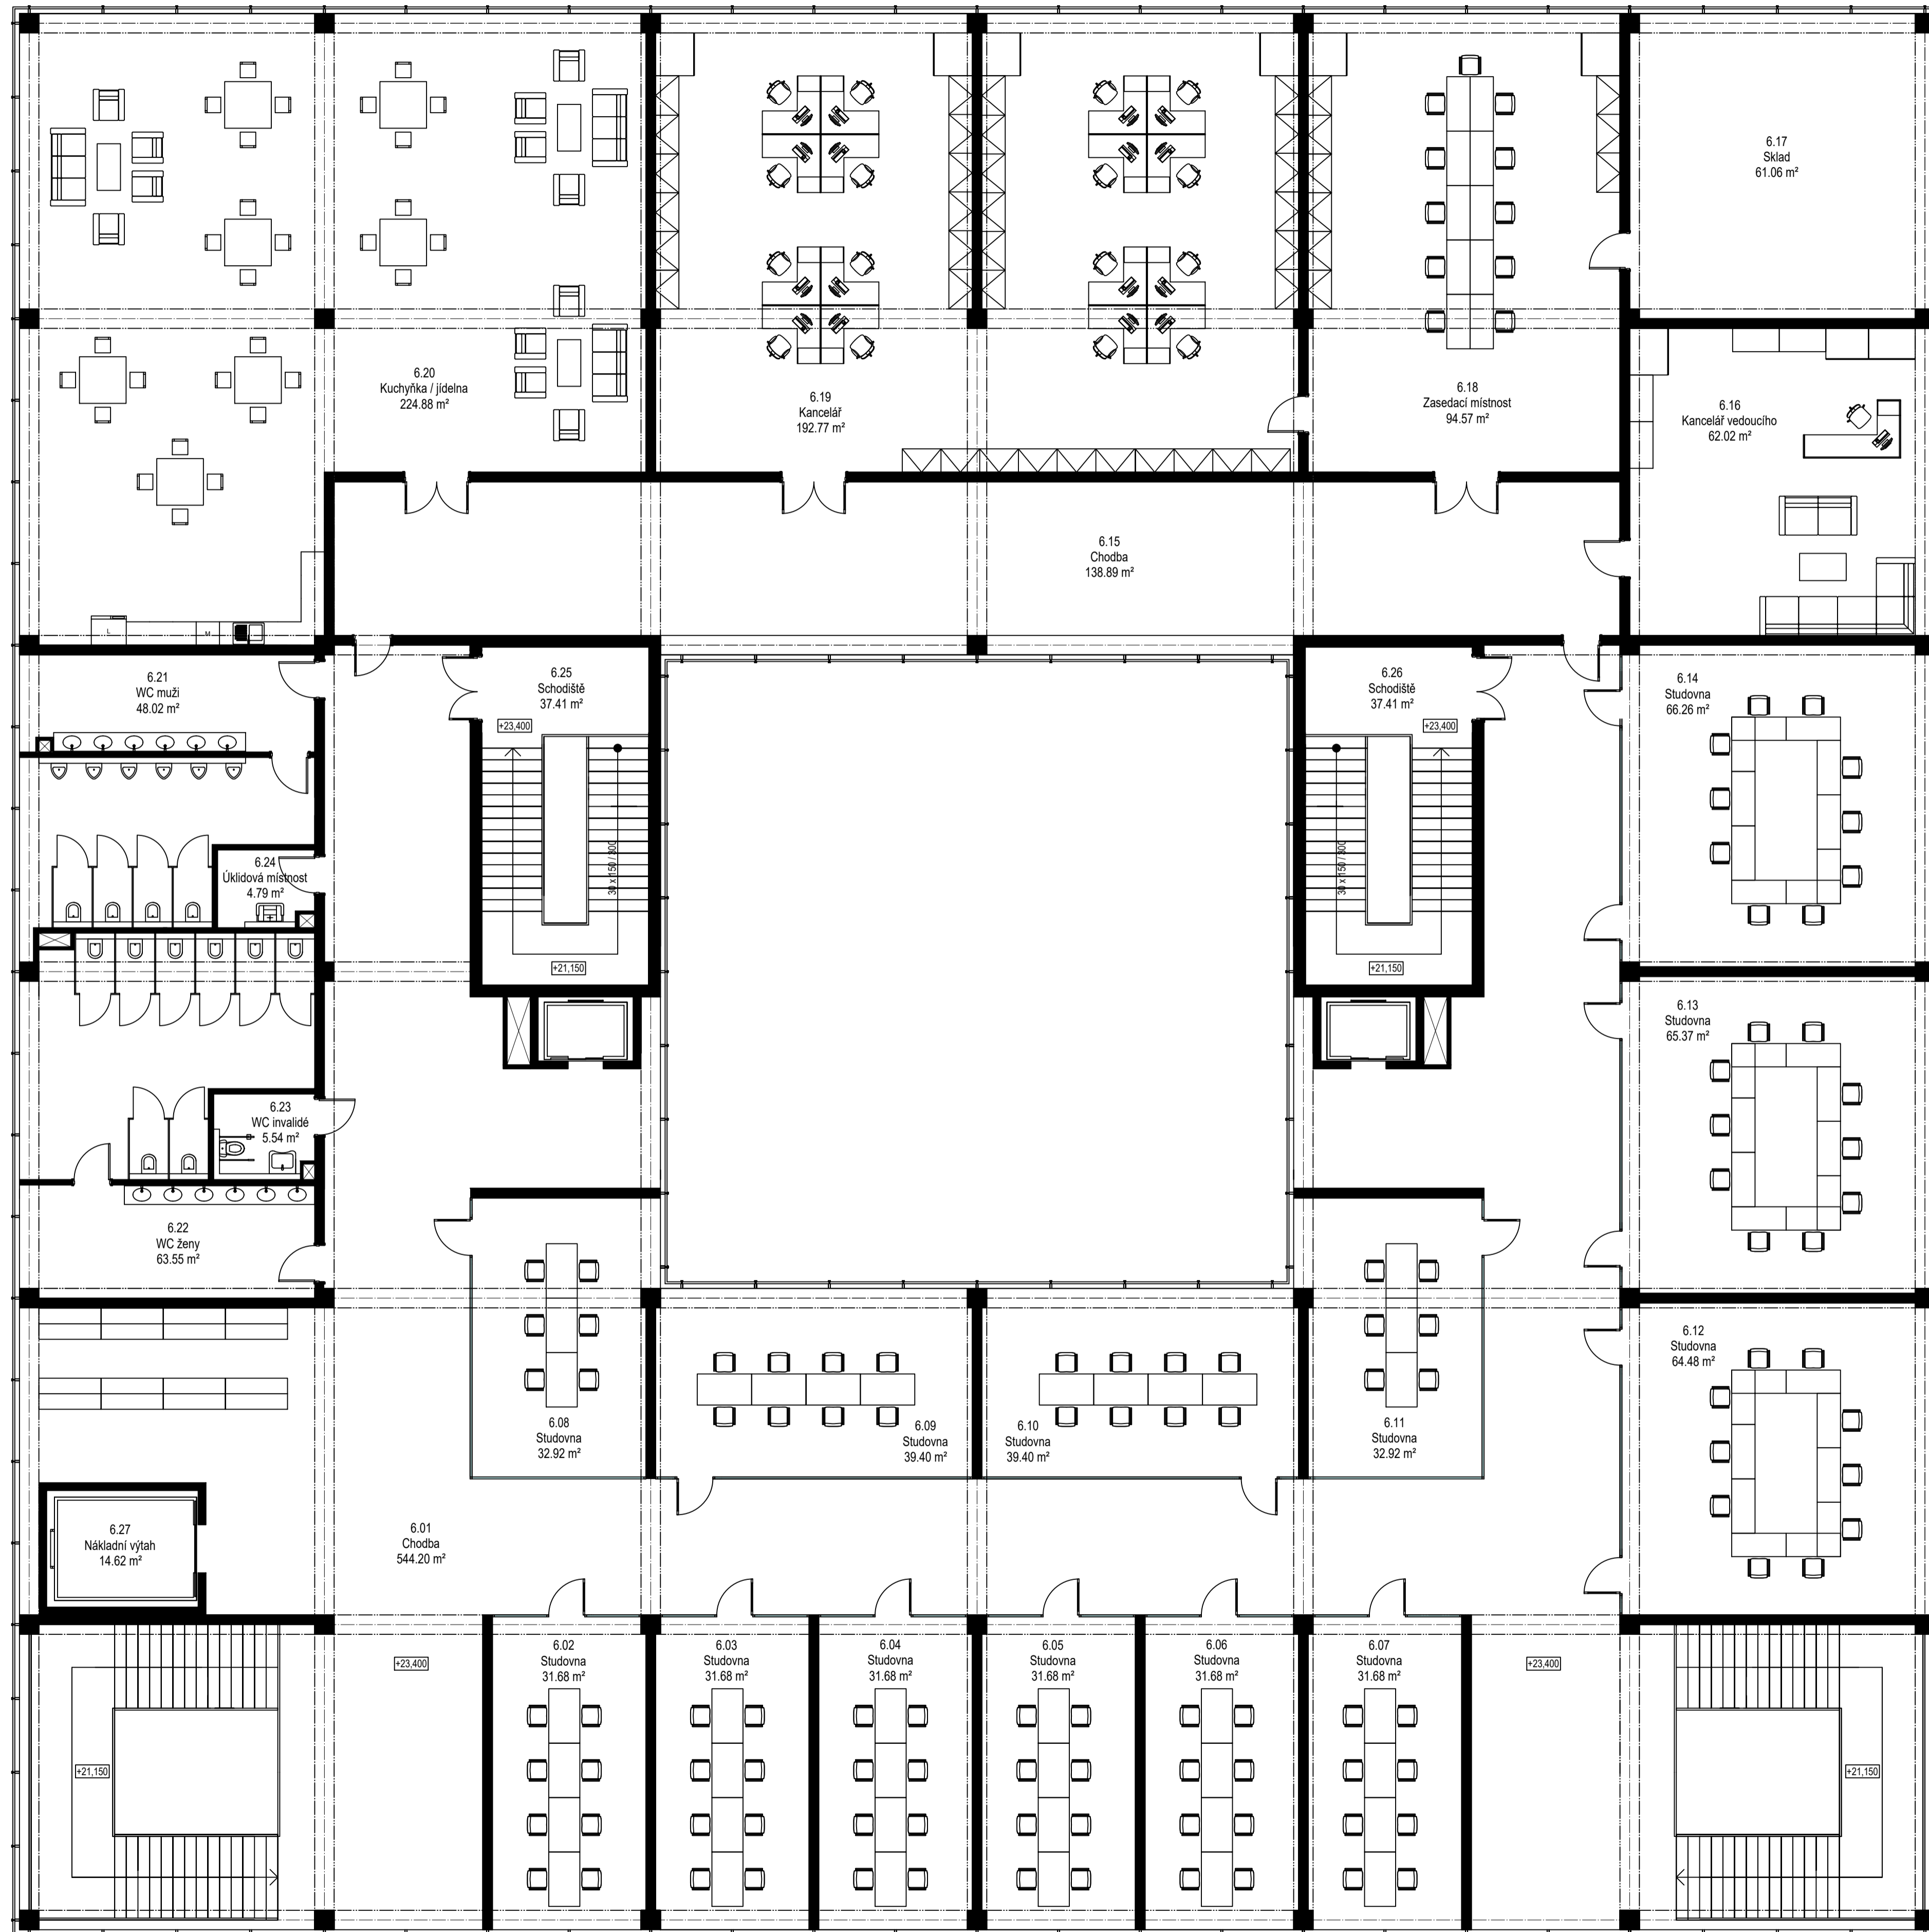 6.17
Sklad
61.06 m²
6.20
Kuchyňka / jídelna
224.88 m²
6.19
Kancelář
192.77 m²
6.18
Zasedací místnost
94.57 m²
6.16
Kancelář vedoucího
62.02 m²
6.15
Chodba
138.89 m²
L
M
6.21
WC muži
48.02 m²
6.25
Schodiště
37.41 m²
+23,400
6.26
Schodiště
37.41 m²
+23,400
6.14
Studovna
66.26 m²
30 x 150 / 300
30 x 150 / 300
6.24
Úklidová místnost
4.79 m²
+21,150
+21,150
6.13
Studovna
65.37 m²
6.23
WC invalidé
5.54 m²
6.22
WC ženy
63.55 m²
6.12
Studovna
64.48 m²
6.08
Studovna
32.92 m²
6.09
Studovna
39.40 m²
6.10
Studovna
39.40 m²
6.11
Studovna
32.92 m²
6.27
Nákladní výtah
14.62 m²
6.01
Chodba
544.20 m²
6.02
Studovna
31.68 m²
6.03
Studovna
31.68 m²
6.04
Studovna
31.68 m²
6.05
Studovna
31.68 m²
6.06
Studovna
31.68 m²
6.07
Studovna
31.68 m²
+23,400
+23,400
+21,150
+21,150